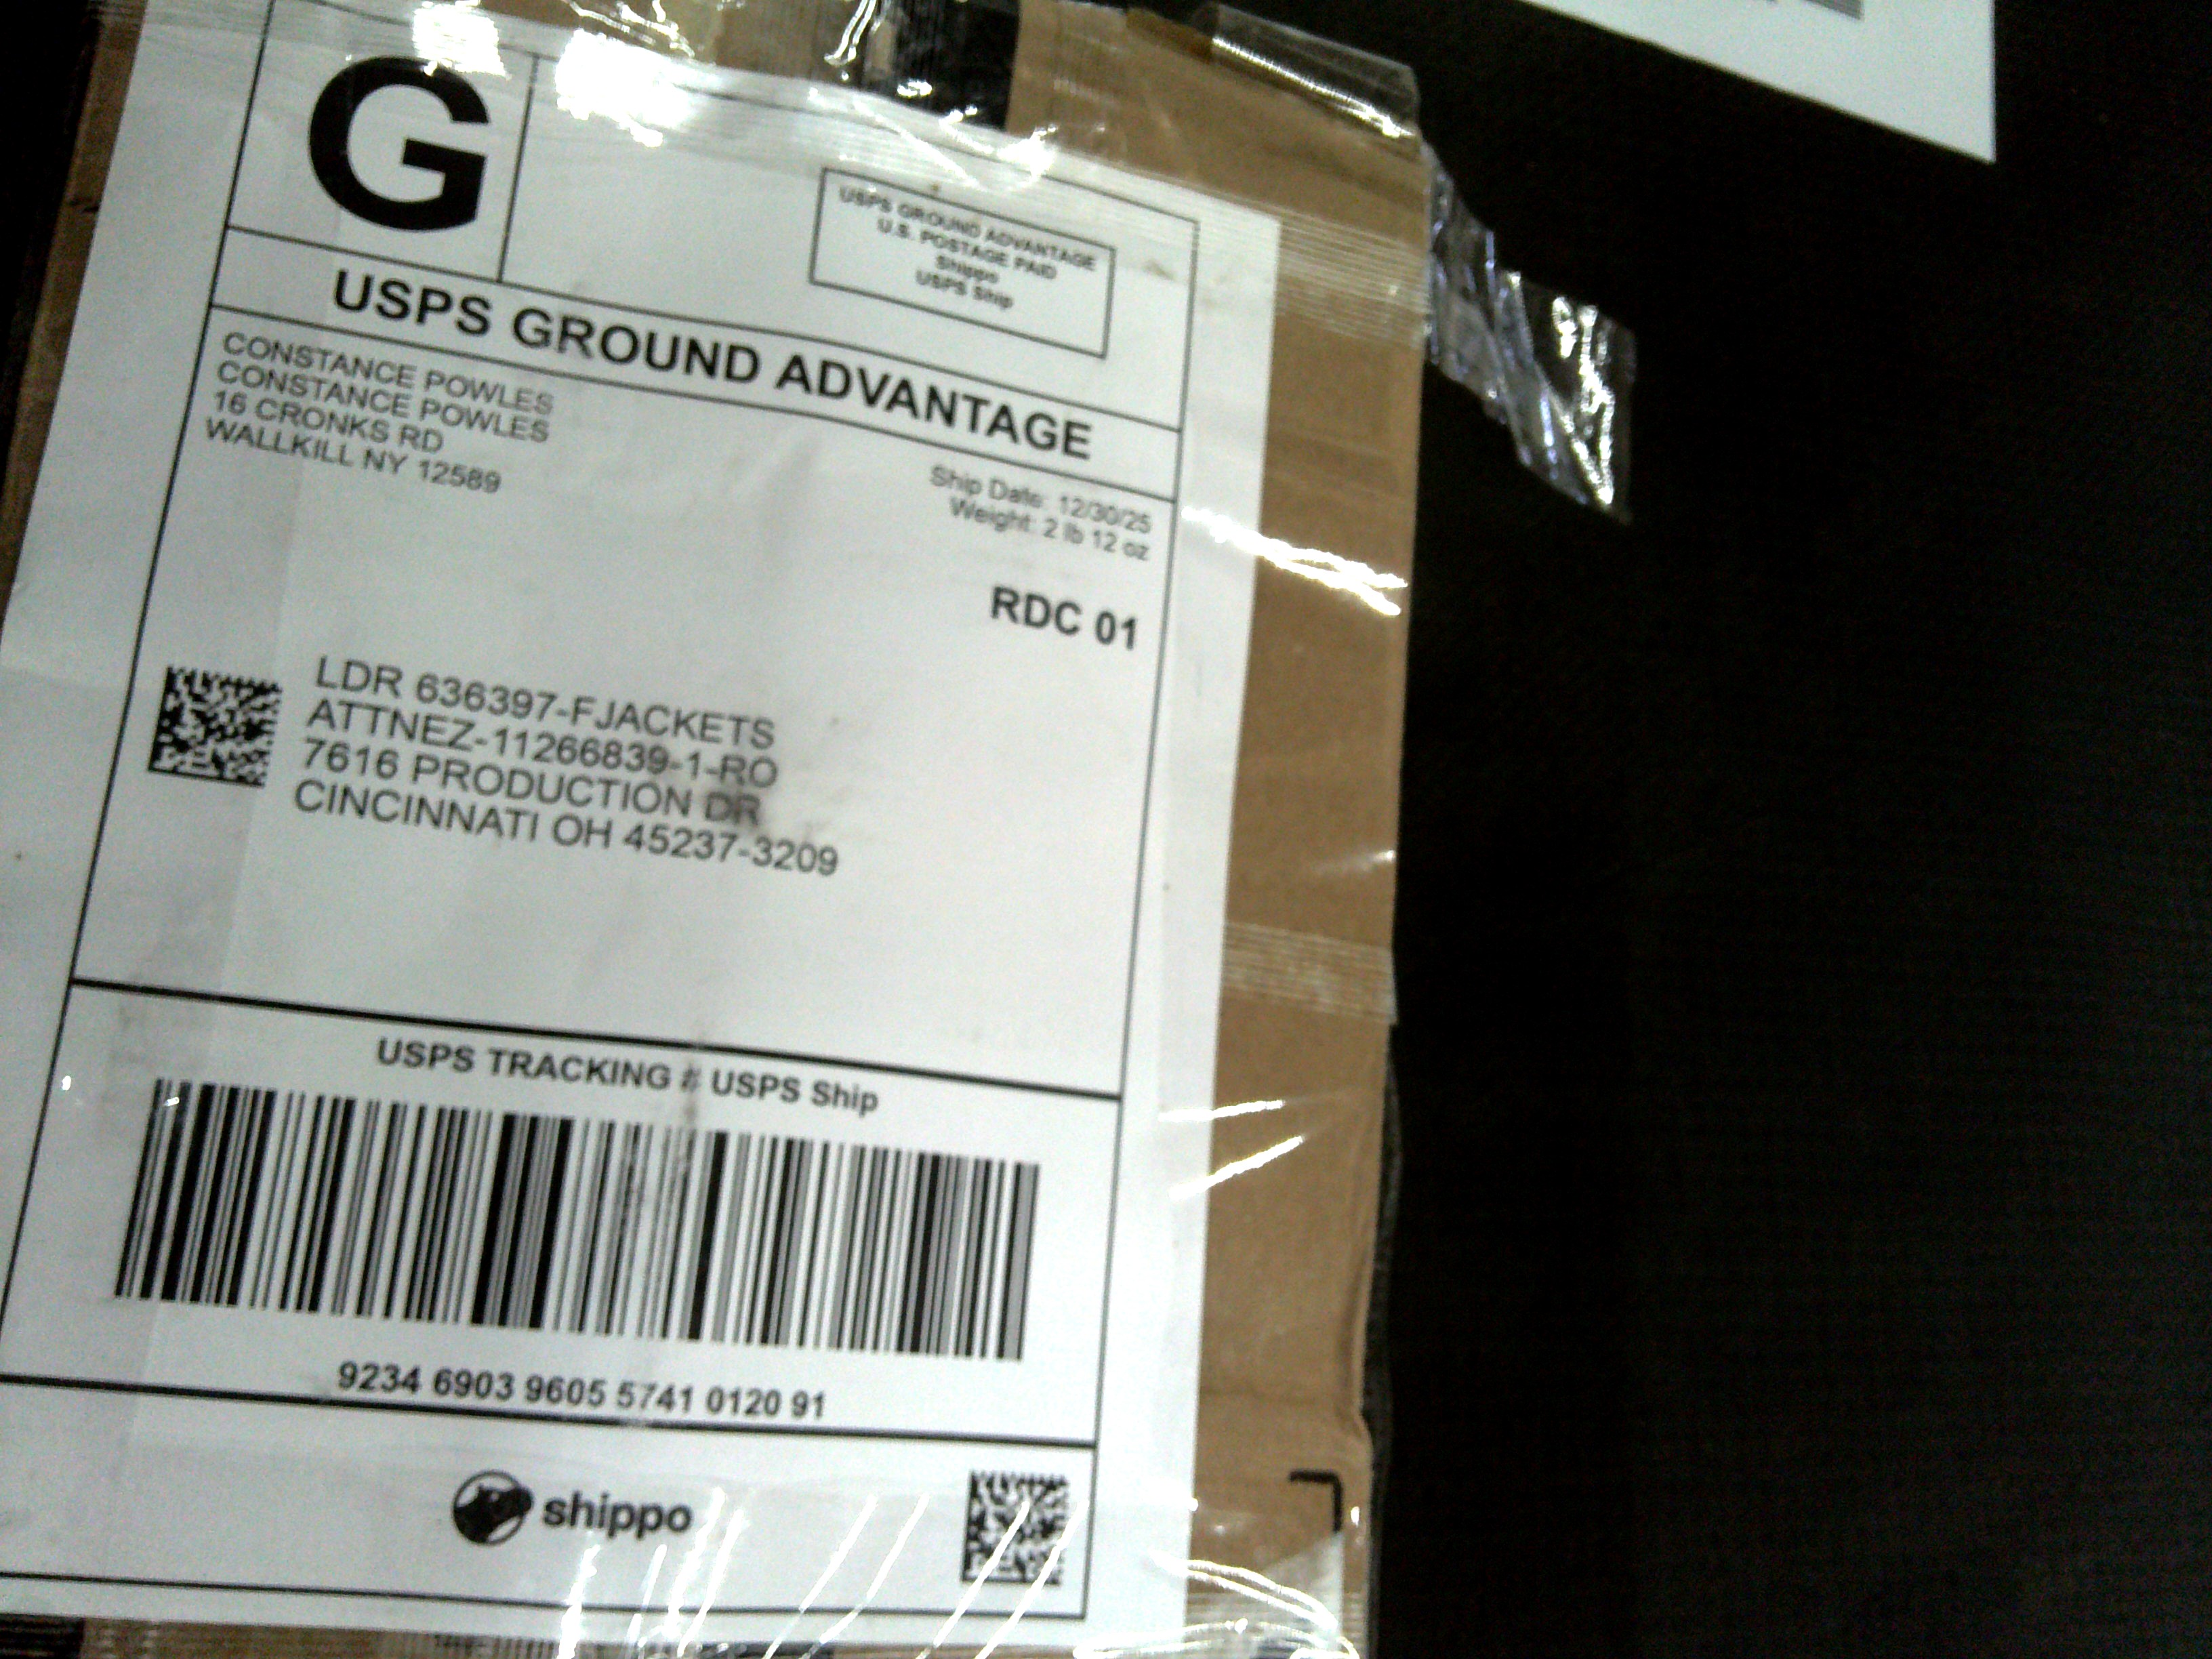 G
USPS GROUND ADVANTAGE
U.S. POSTAGE PAID
Shippo
USPS Ship
USPS GROUND ADVANTAGE
CONSTANCE POWLES
CONSTANCE POWLES
16 CRONKS RD
WALLKILL NY 12589
Ship Date: 12/30/25
Weight: 2 lb 12 oz
RDC 01
LDR 636397-FJACKETS
ATTNEZ-11266839-1-RO
7616 PRODUCTION DR
CINCINNATI OH 45237-3209
USPS TRACKING # USPS Ship
9234 6903 9605 5741 0120 91
shippo